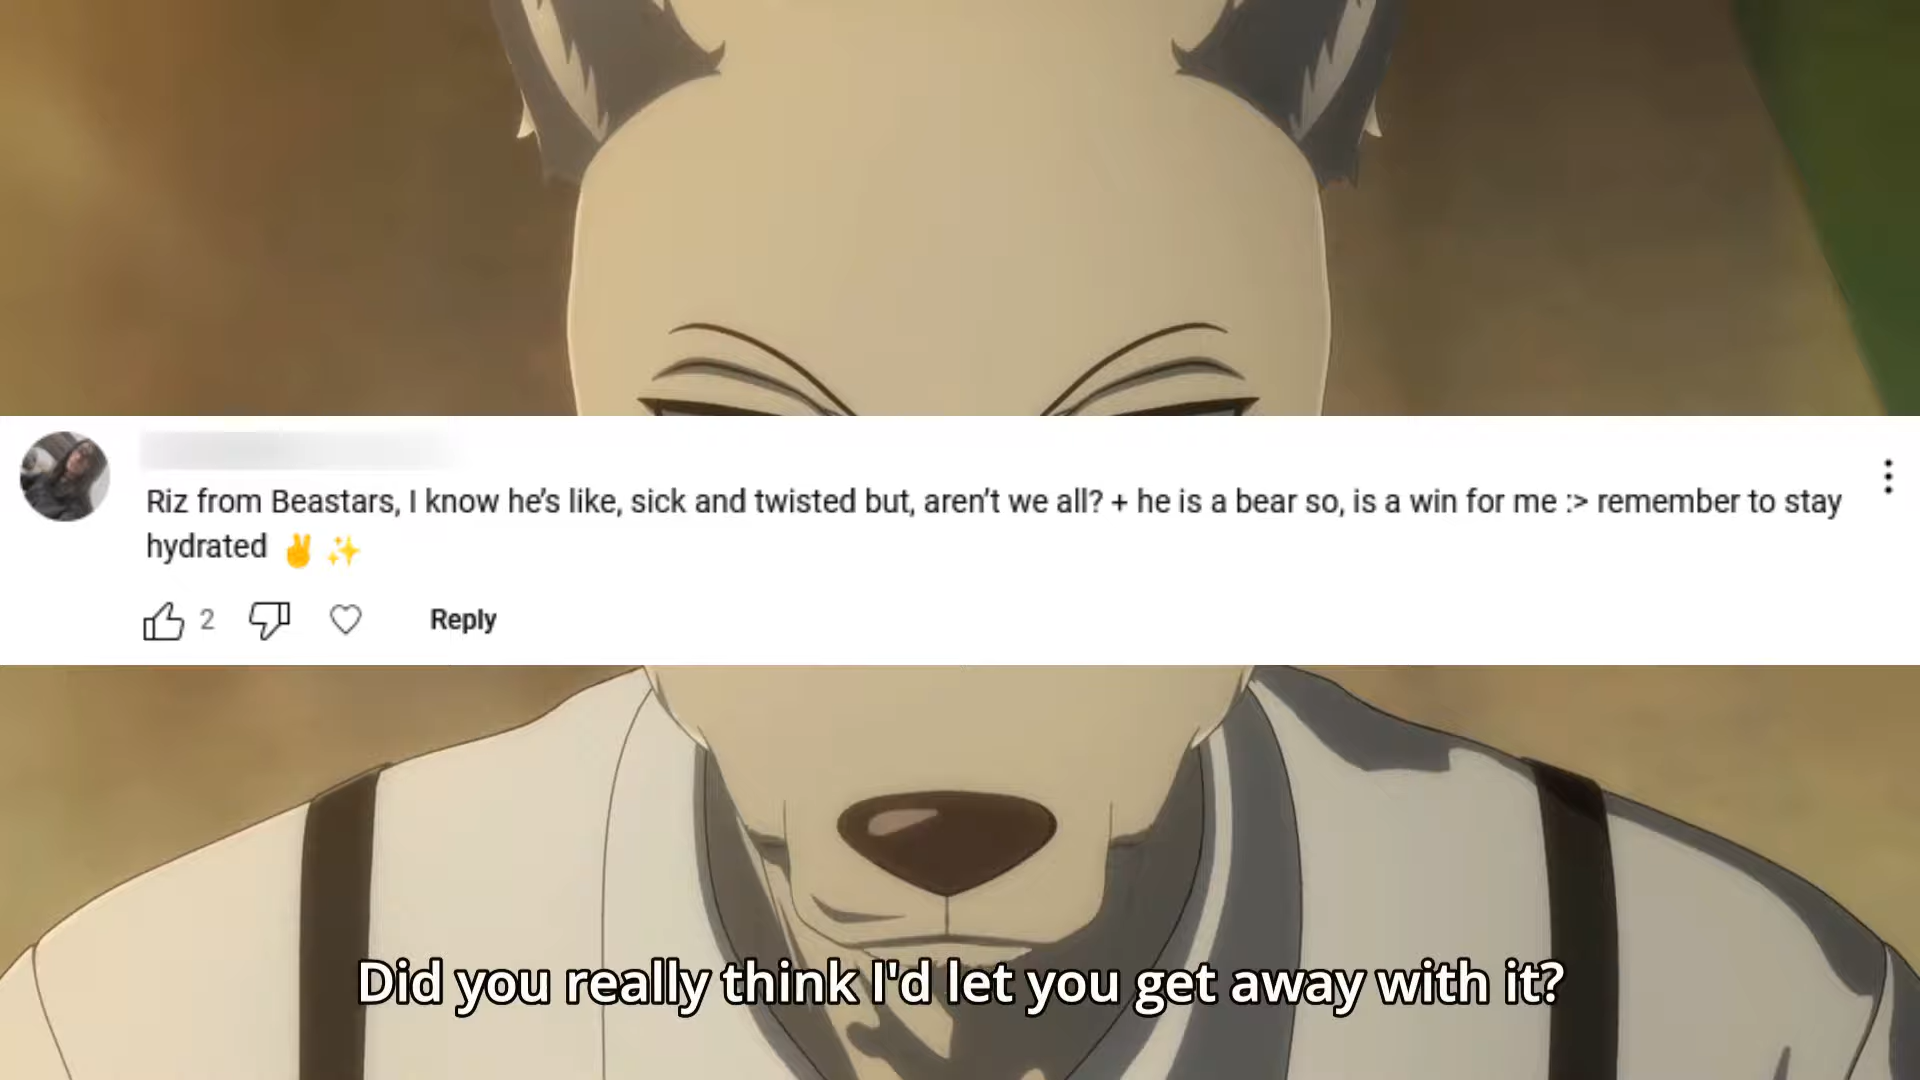 Riz from Beastars, I know he’s like, sick and twisted but, aren’t we all? + he is a bear so, is a win for me :> remember to stay
hydrated ✌️ ✨
2
Reply
Did you really think I'd let you get away with it?